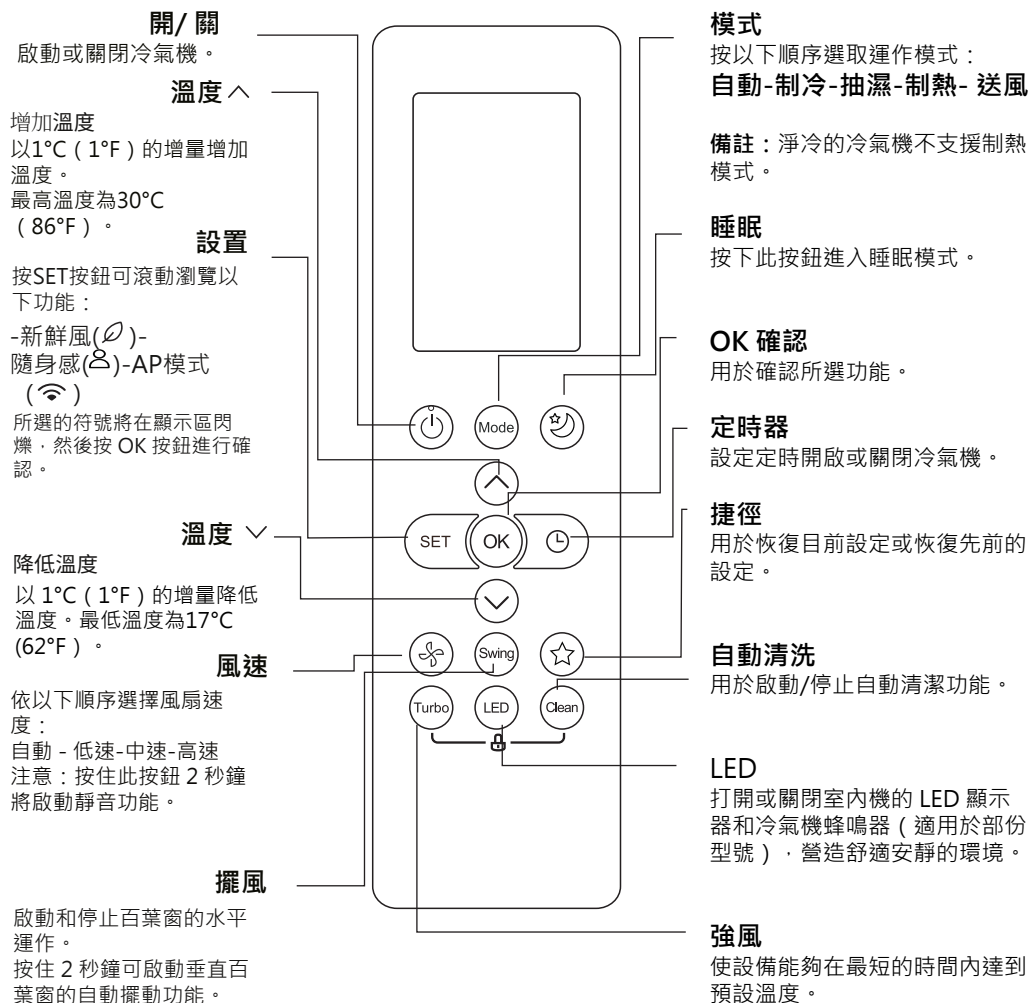 開/ 關
啟動或關閉冷氣機。
溫度
增加溫度
以1°C（1°F）的增量增加
溫度。
最高溫度為30°C
（86°F）。
設置
按SET按鈕可滾動瀏覽以
下功能：
-新鮮風( )-
隨身感( )-AP模式
( )
所選的符號將在顯示區閃
爍，然後按 OK 按鈕進行確
認。
溫度
降低溫度
以 1°C（1°F）的增量降低
溫度。最低溫度為17°C
(62°F）。
風速
依以下順序選擇風扇速
度：
自動 - 低速-中速-高速
注意：按住此按鈕 2 秒鐘
將啟動靜音功能。
擺風
啟動和停止百葉窗的水平
運作。
按住 2 秒鐘可啟動垂直百
葉窗的自動擺動功能。
Mode
SET
OK
Swing
Turbo
LED
Clean
模式
按以下順序選取運作模式：
自動-制冷-抽濕-制熱- 送風
備註：淨冷的冷氣機不支援制熱
模式。
睡眠
按下此按鈕進入睡眠模式。
OK 確認
用於確認所選功能。
定時器
設定定時開啟或關閉冷氣機。
捷徑
用於恢復目前設定或恢復先前的
設定。
自動清洗
用於啟動/停止自動清潔功能。
LED
打開或關閉室內機的 LED 顯示
器和冷氣機蜂鳴器（適用於部份
型號），營造舒適安靜的環境。
強風
使設備能夠在最短的時間內達到
預設溫度。